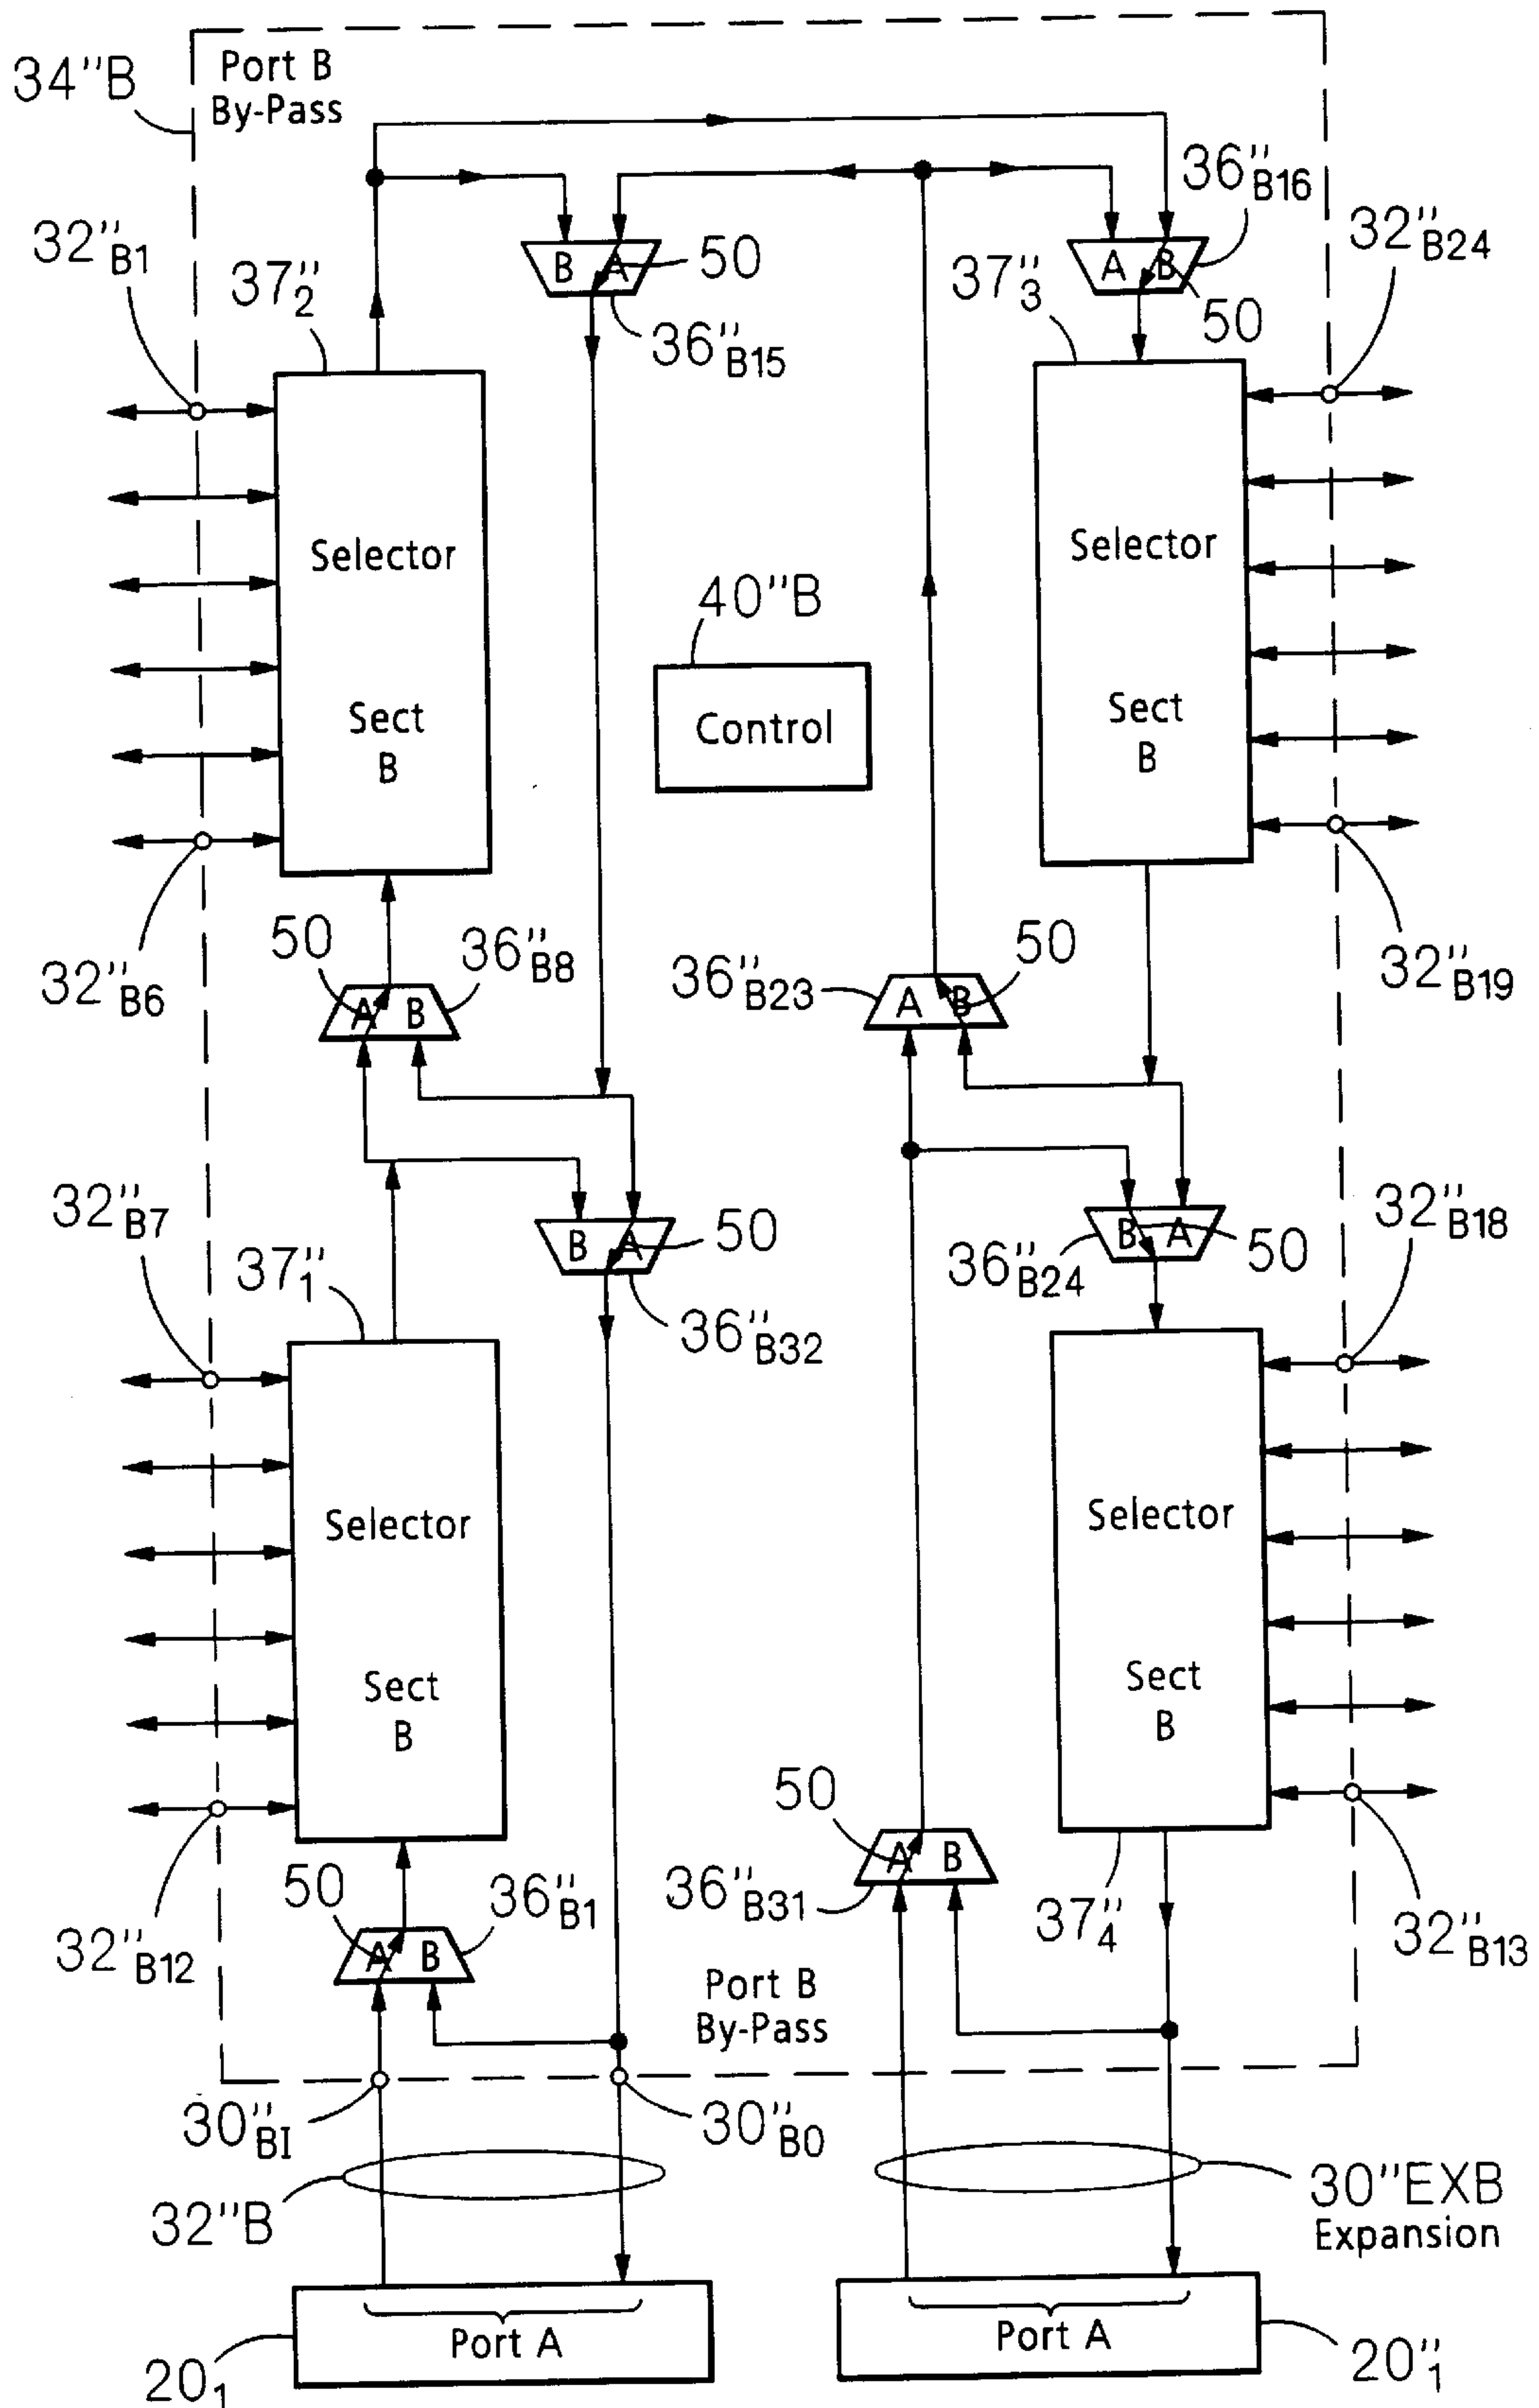 34"B
Port B
By-Pass
32"B1
37"2
B A
50
36"B15
A B
36"B16
50
37"3
32"B24
Selector
Sect
B
40"B
Control
Selector
Sect
B
32"B6
50
36"B8
A B
36"B23
A B
50
32"B19
32"B7
37"1
B A
50
36"B32
B A
36"B24
50
32"B18
Selector
Sect
B
Selector
Sect
B
32"B12
50
36"B1
A B
50
36"B31
A B
37"4
32"B13
Port B
By-Pass
30"BI
30"BO
32"B
30"EXB
Expansion
Port A
201
Port A
20"1